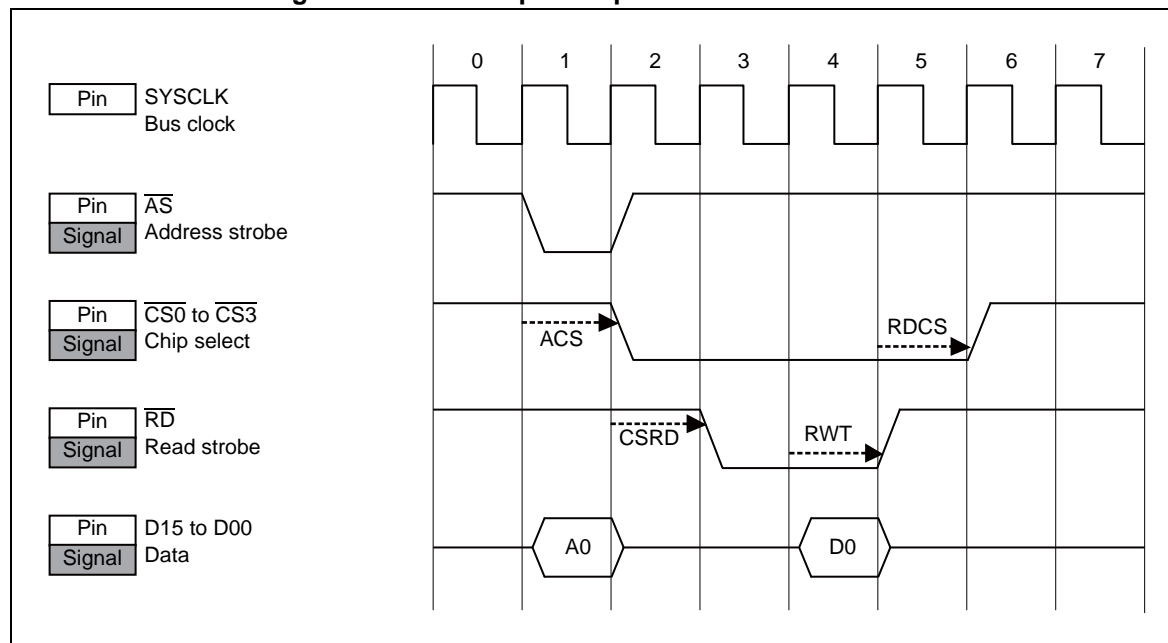 0 1 2 3 4 5 6 7
Pin SYSCLK
Bus clock
Pin AS
Signal Address strobe
Pin CS0 to CS3
Signal Chip select
ACS
RDCS
Pin RD
Signal Read strobe
CSRD
RWT
Pin D15 to D00
Signal Data
A0
D0